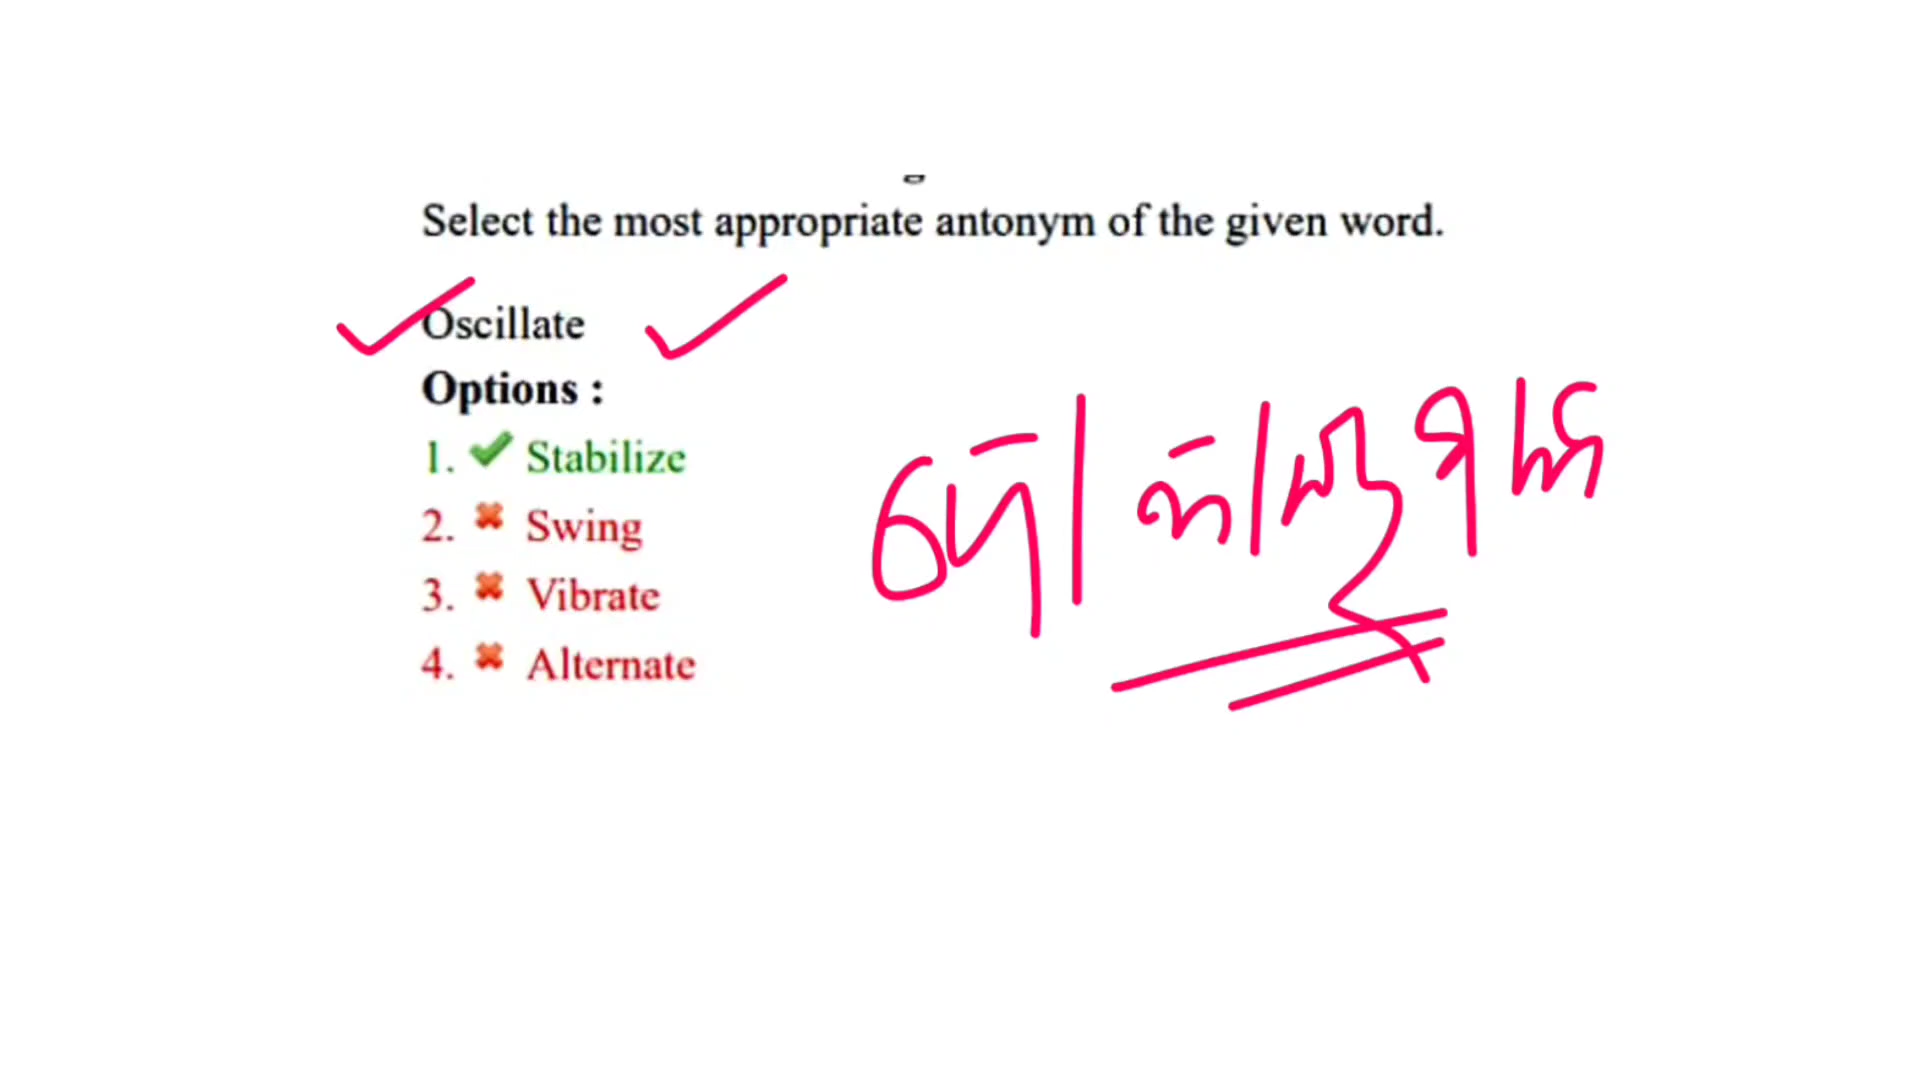 Select the most appropriate antonym of the given word.
Oscillate
Options :
1. ✔ Stabilize
2. ✖ Swing
3. ✖ Vibrate
4. ✖ Alternate